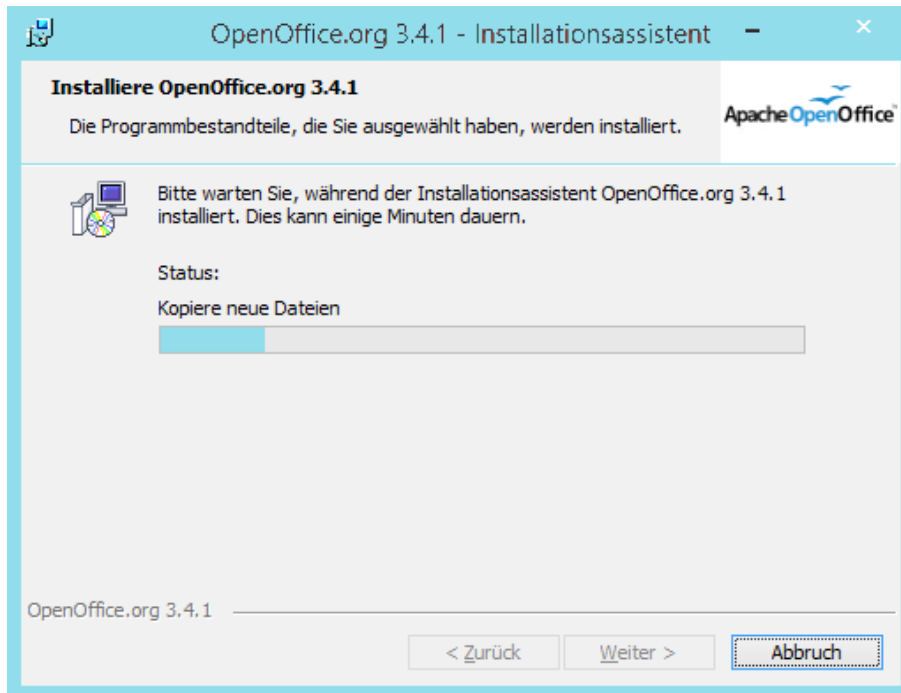 OpenOffice.org 3.4.1 - Installationsassistent
Installiere OpenOffice.org 3.4.1
Die Programmbestandteile, die Sie ausgewählt haben, werden installiert.
Apache OpenOffice
Bitte warten Sie, während der Installationsassistent OpenOffice.org 3.4.1
installiert. Dies kann einige Minuten dauern.
Status:
Kopiere neue Dateien
OpenOffice.org 3.4.1
< Zurück
Weiter >
Abbruch